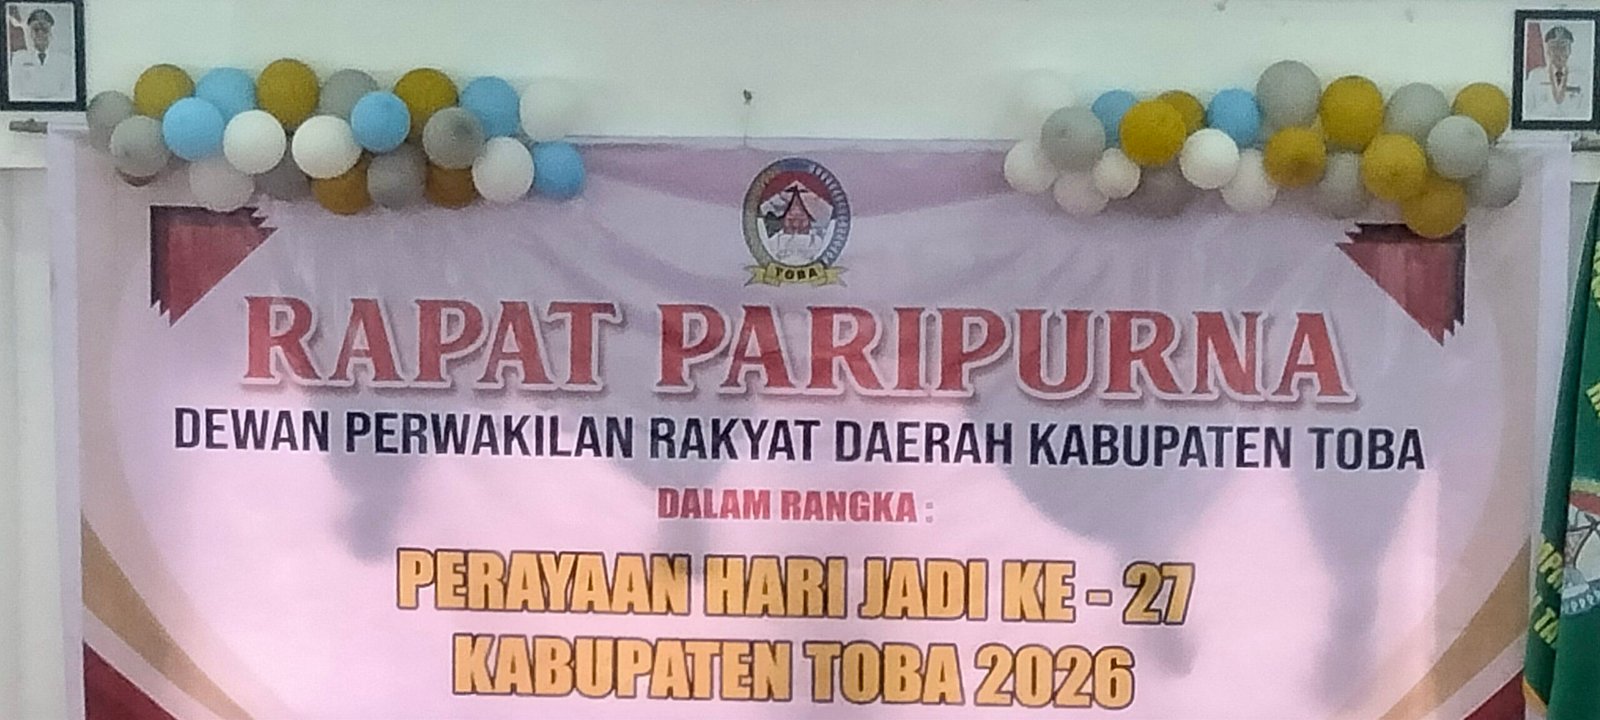 TOBA
RAPAT PARIPURNA
DEWAN PERWAKILAN RAKYAT DAERAH KABUPATEN TOBA
DALAM RANGKA :
PERAYAAN HARI JADI KE - 27
KABUPATEN TOBA 2026